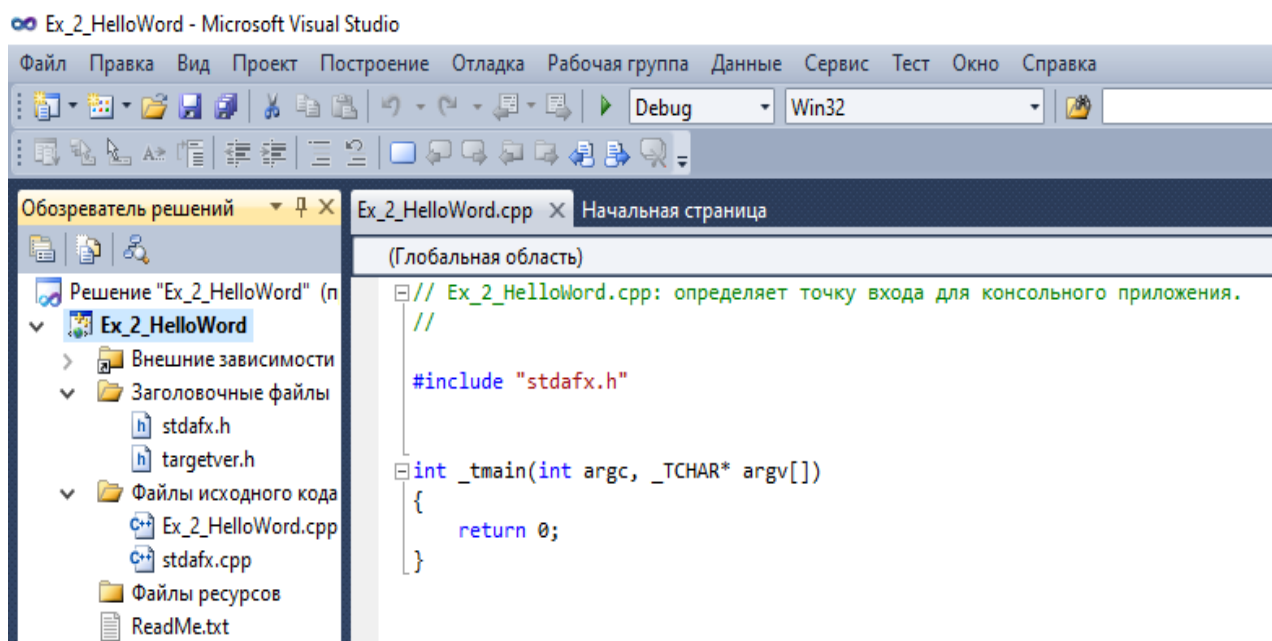 Ex_2_HelloWord - Microsoft Visual Studio
Файл Правка Вид Проект Построение Отладка Рабочая группа Данные Сервис Тест Окно Справка
Debug Win32
Обозреватель решений
Ex_2_HelloWord.cpp Начальная страница
(Глобальная область)
Решение "Ex_2_HelloWord" (п
Ex_2_HelloWord
Внешние зависимости
Заголовочные файлы
stdafx.h
targetver.h
Файлы исходного кода
Ex_2_HelloWord.cpp
stdafx.cpp
Файлы ресурсов
ReadMe.txt
// Ex_2_HelloWord.cpp: определяет точку входа для консольного приложения.
//
#include "stdafx.h"
int _tmain(int argc, _TCHAR* argv[])
{
return 0;
}